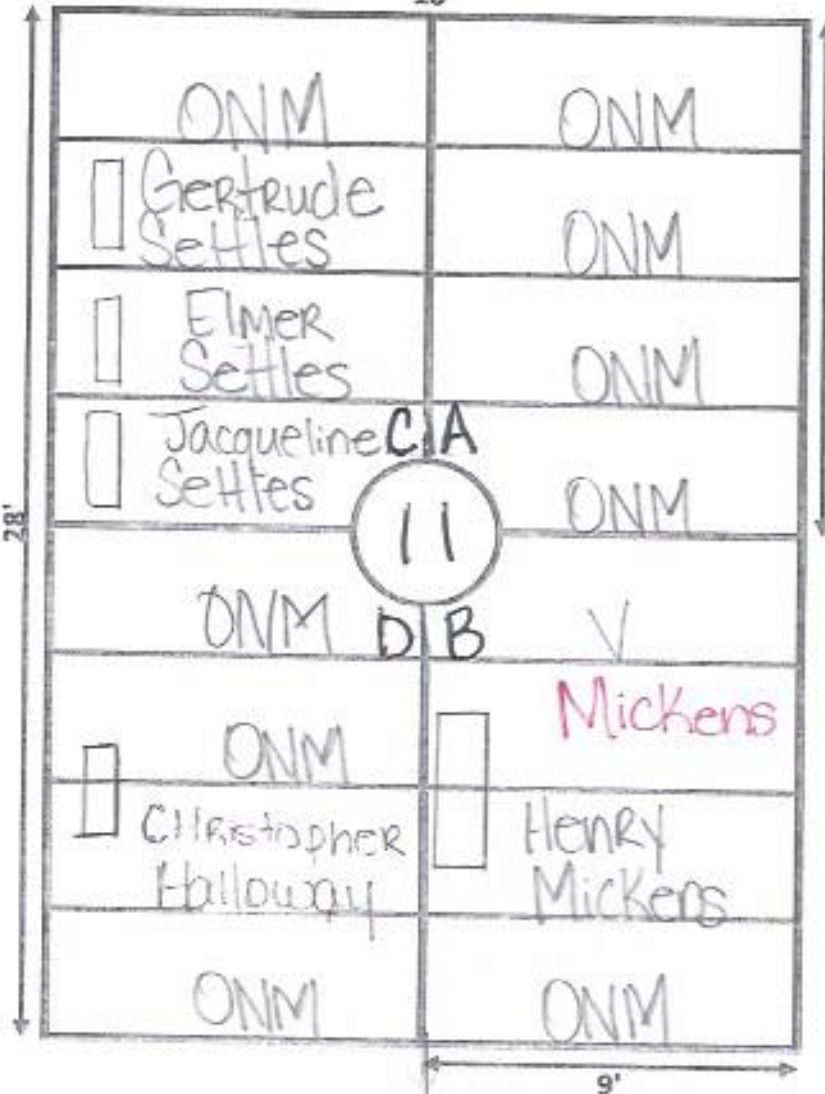 ONM
ONM
Gertrude
Settles
ONM
Elmer
Settles
ONM
Jacqueline
Settles
C A
ONM
11
28'
ONM
D B
V
ONM
Mickens
Christopher
Halloway
Henry
Mickens
ONM
ONM
9'